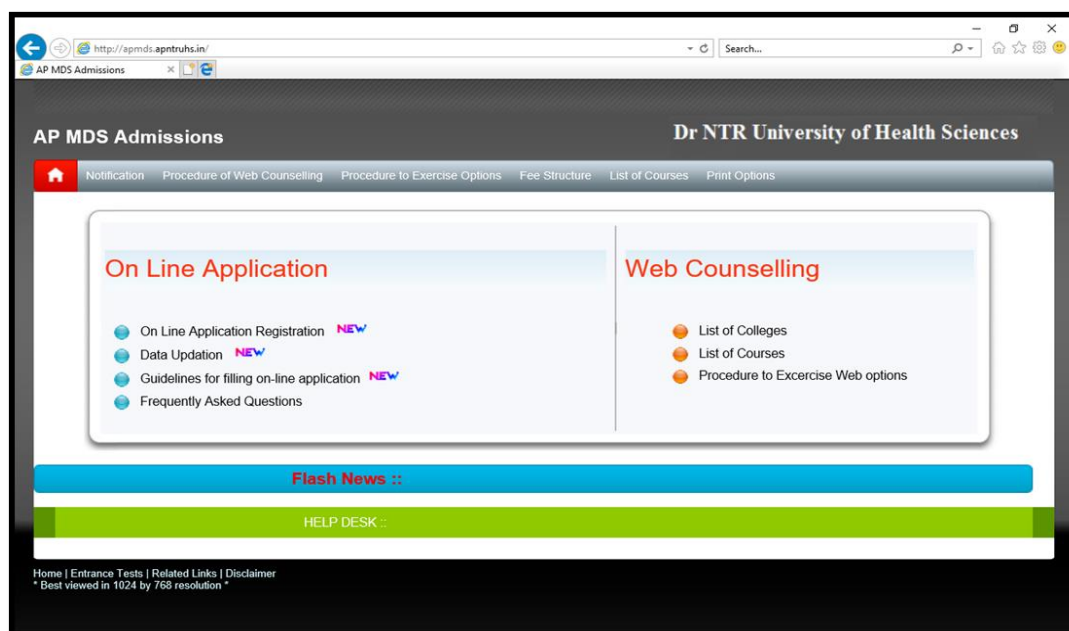 http://apmds.apntruhs.in/
Search...
AP MDS Admissions
AP MDS Admissions
Dr NTR University of Health Sciences
Notification Procedure of Web Counselling Procedure to Exercise Options Fee Structure List of Courses Print Options
On Line Application
On Line Application Registration NEW
Data Updation NEW
Guidelines for filling on-line application NEW
Frequently Asked Questions
Web Counselling
List of Colleges
List of Courses
Procedure to Excercise Web options
Flash News ::
HELP DESK ::
Home | Entrance Tests | Related Links | Disclaimer
* Best viewed in 1024 by 768 resolution *